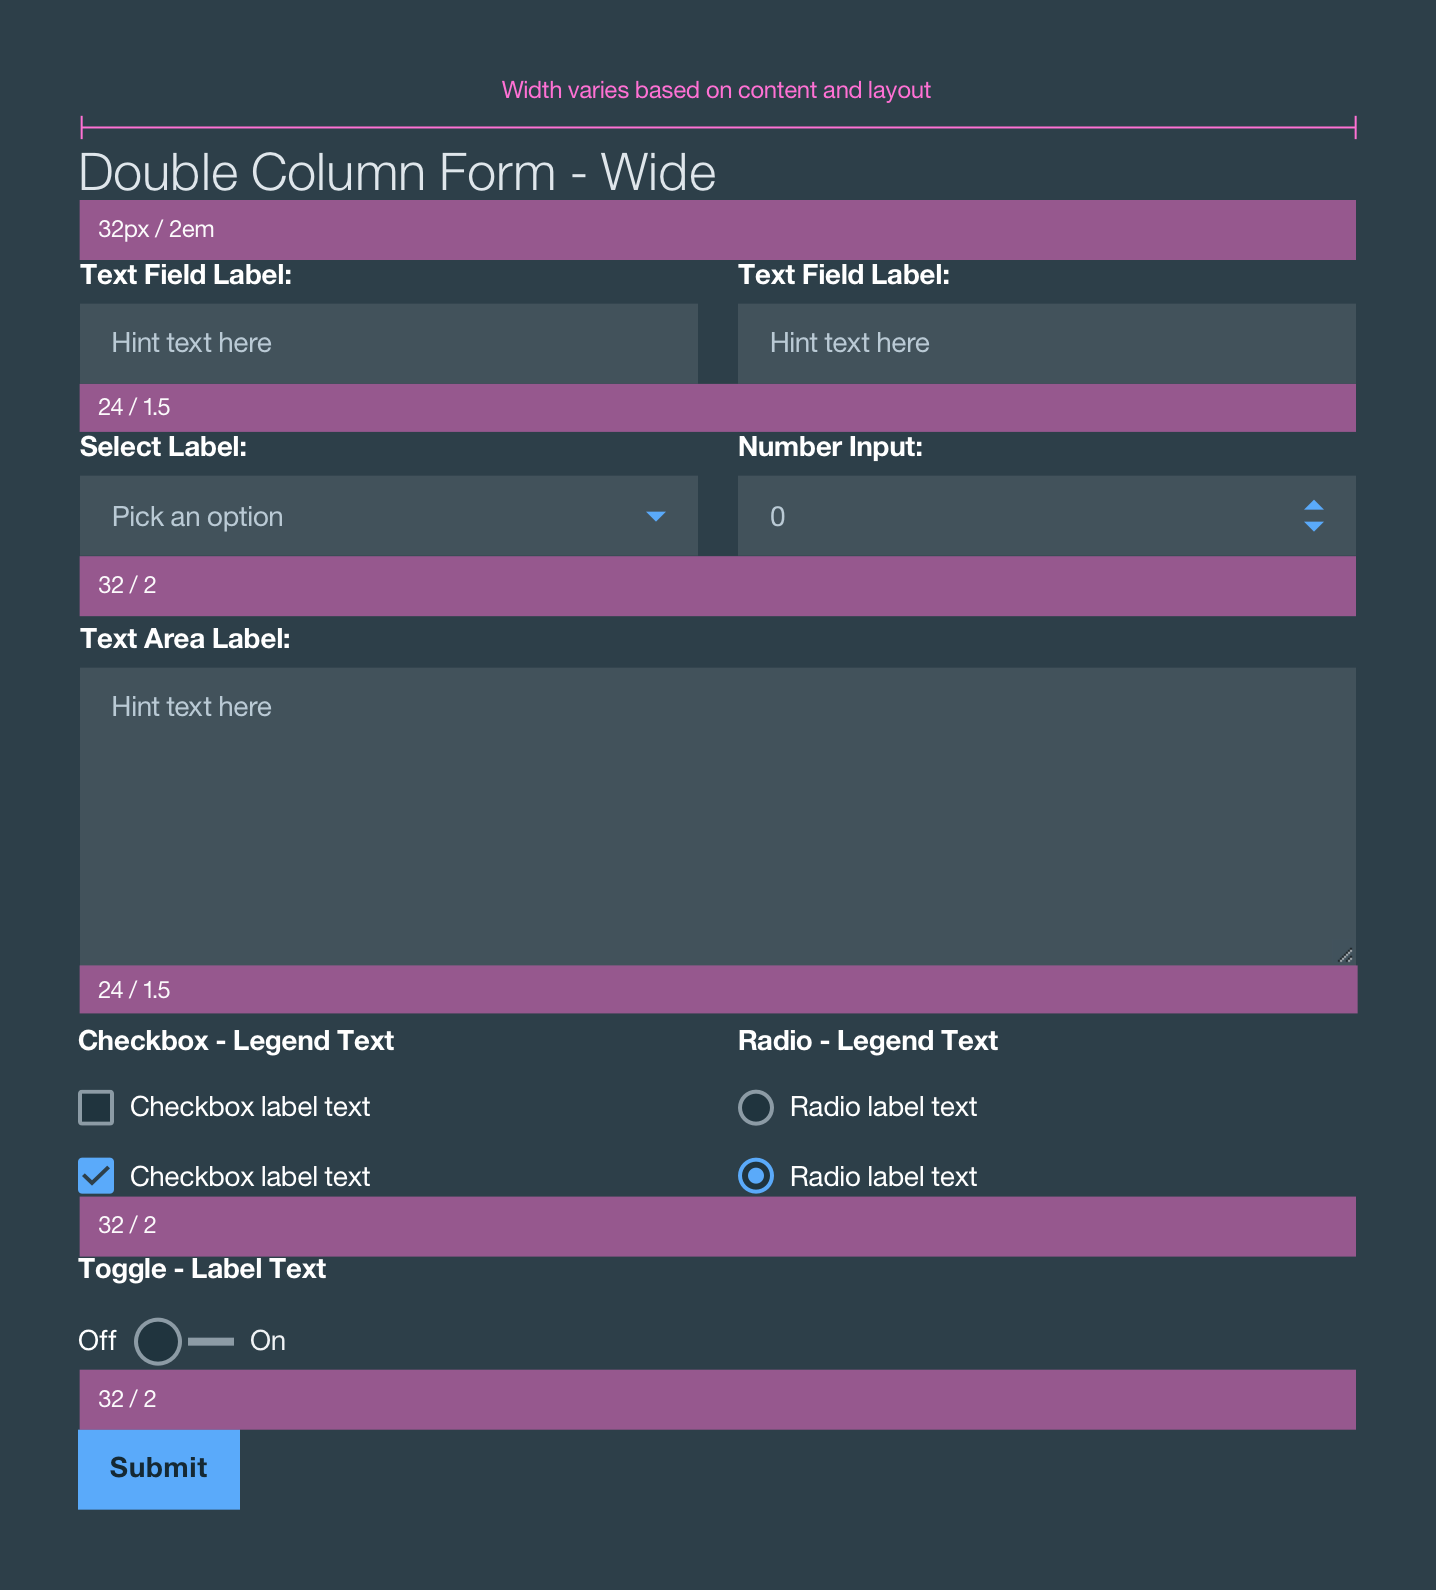 Width varies based on content and layout
Double Column Form - Wide
32px / 2em
Text Field Label:
Text Field Label:
Hint text here
Hint text here
24 / 1.5
Select Label:
Number Input:
Pick an option
0
32 / 2
Text Area Label:
Hint text here
24 / 1.5
Checkbox - Legend Text
Radio - Legend Text
Checkbox label text
Radio label text
Checkbox label text
Radio label text
32 / 2
Toggle - Label Text
Off
On
32 / 2
Submit